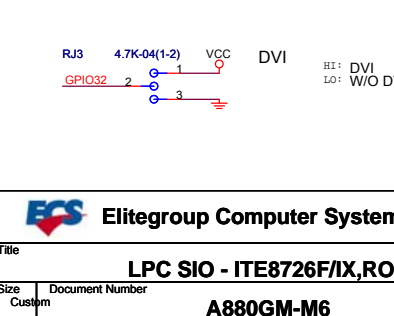 RJ3 4.7K-04(1-2) VCC DVI
1
HI: DVI
GPIO32 2
LO: W/O
3
ECS Elitegroup Computer
Title
LPC SIO - ITE8726F/IX,RO
Size Document Number
Custom
A880GM-M6